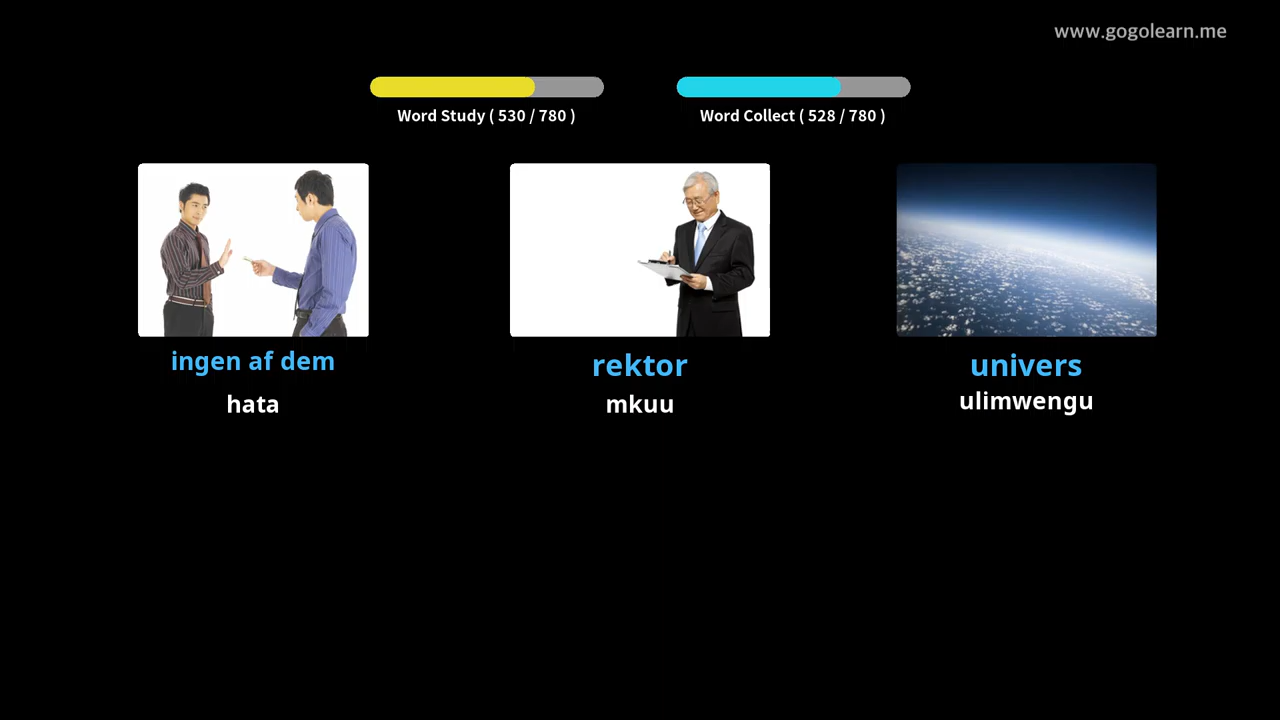 www.gogolearn.me
Word Study ( 530 / 780 )
Word Collect ( 528 / 780 )
ingen af dem
hata
rektor
mkuu
univers
ulimwengu